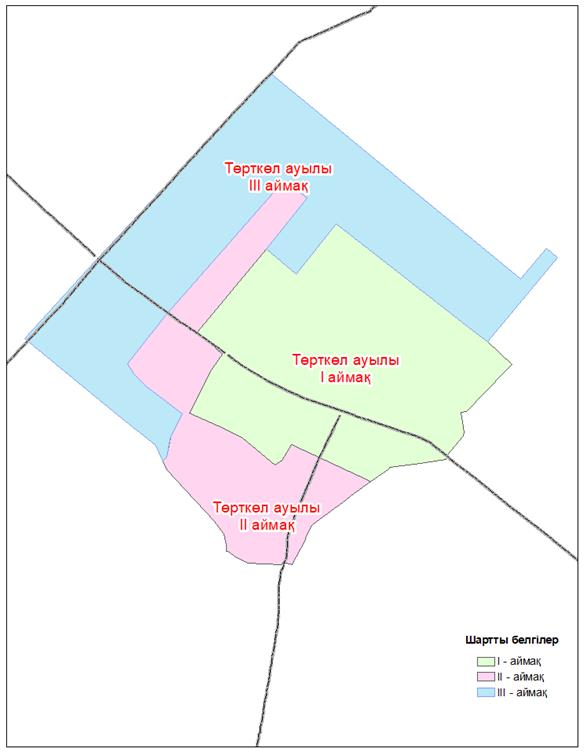 Төрткөл ауылы
III аймақ
Төрткөл ауылы
I аймақ
Төрткөл ауылы
II аймақ
Шартты белгілер
I - аймақ
II - аймақ
III - аймақ